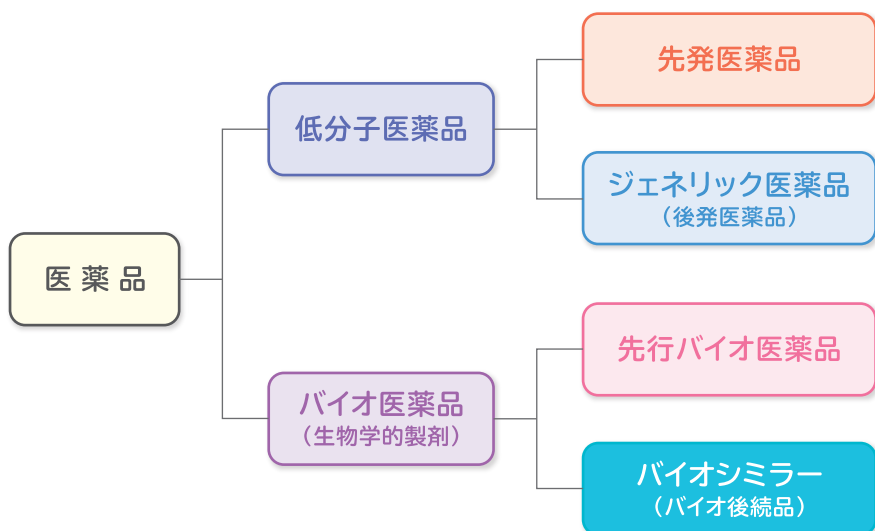 医薬品
低分子医薬品
先発医薬品
ジェネリック医薬品
（後発医薬品）
バイオ医薬品
（生物学的製剤）
先行バイオ医薬品
バイオシミラー
（バイオ後続品）